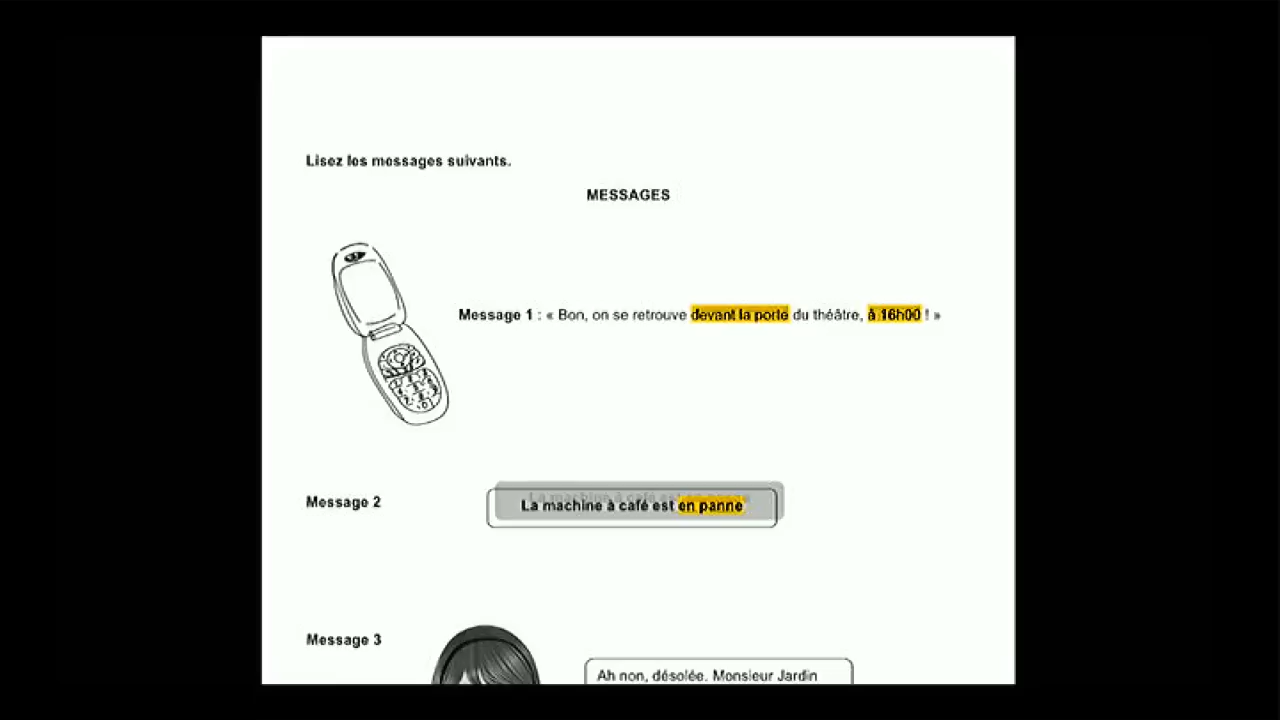 Lisez les messages suivants.
MESSAGES
Message 1 : « Bon, on se retrouve devant la porte du théâtre, à 16h00 ! »
Message 2
La machine à café est en panne
Message 3
Ah non, désolée. Monsieur Jardin